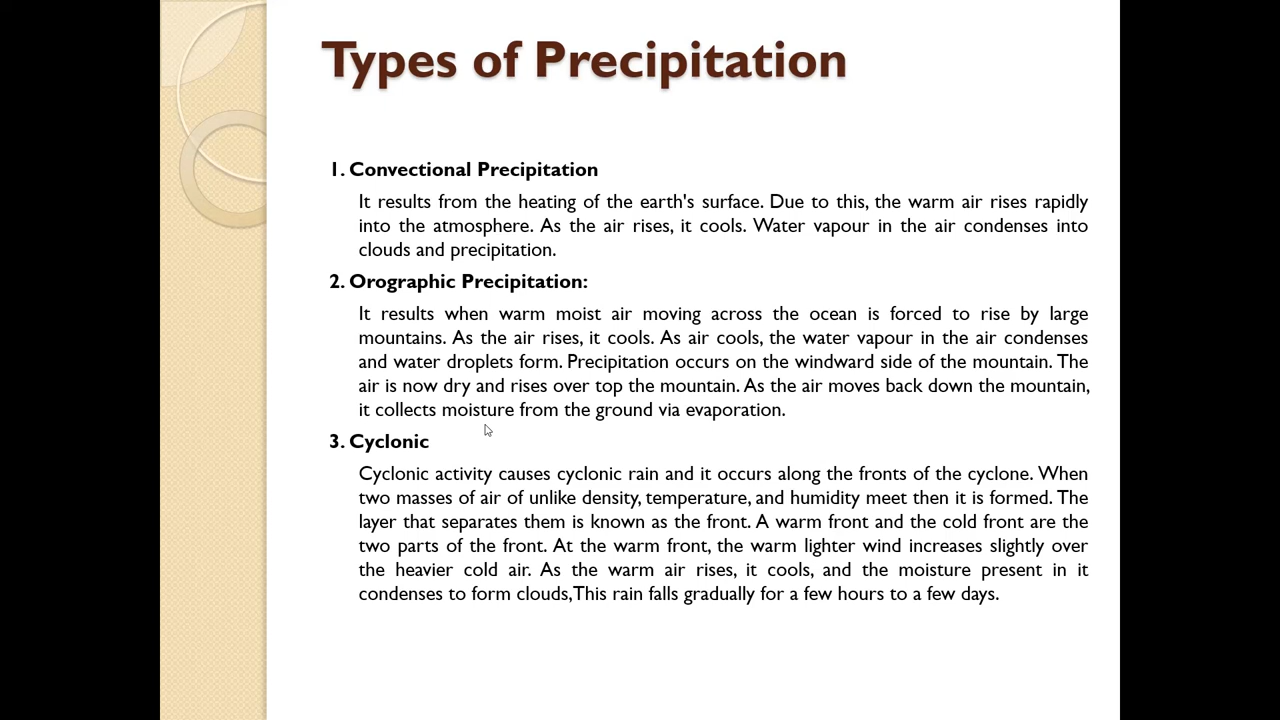 Types of Precipitation
1. Convectional Precipitation
It results from the heating of the earth's surface. Due to this, the warm air rises rapidly
into the atmosphere. As the air rises, it cools. Water vapour in the air condenses into
clouds and precipitation.
2. Orographic Precipitation:
It results when warm moist air moving across the ocean is forced to rise by large
mountains. As the air rises, it cools. As air cools, the water vapour in the air condenses
and water droplets form. Precipitation occurs on the windward side of the mountain. The
air is now dry and rises over top the mountain. As the air moves back down the mountain,
it collects moisture from the ground via evaporation.
3. Cyclonic
Cyclonic activity causes cyclonic rain and it occurs along the fronts of the cyclone. When
two masses of air of unlike density, temperature, and humidity meet then it is formed. The
layer that separates them is known as the front. A warm front and the cold front are the
two parts of the front. At the warm front, the warm lighter wind increases slightly over
the heavier cold air. As the warm air rises, it cools, and the moisture present in it
condenses to form clouds,This rain falls gradually for a few hours to a few days.